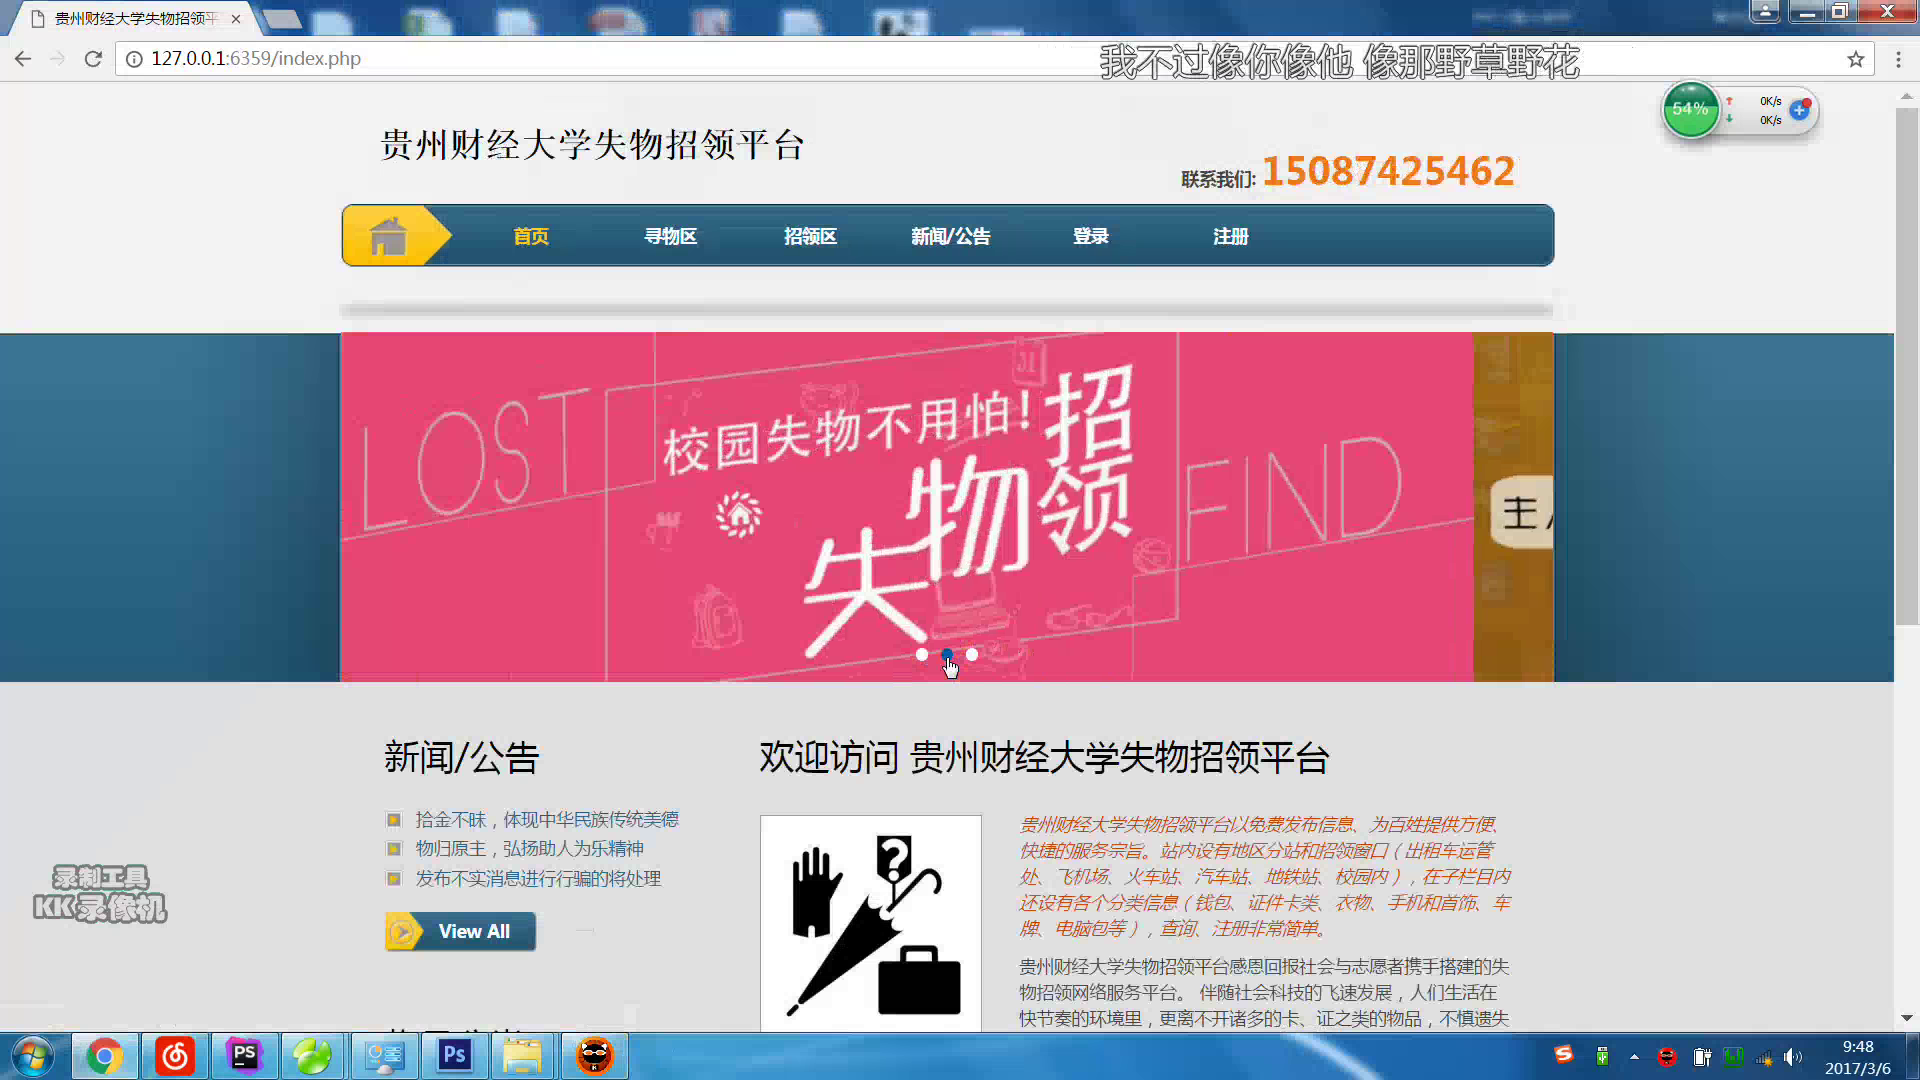 贵州财经大学失物招领平
127.0.0.1:6359/index.php
我不过像你像他 像那野草野花
54%
0K/s
0K/s
贵州财经大学失物招领平台
联系我们: 15087425462
首页 寻物区 招领区 新闻/公告 登录 注册
LOST
校园失物不用怕!
招领
失物
FIND
主
新闻/公告
拾金不昧，体现中华民族传统美德
物归原主，弘扬助人为乐精神
发布不实消息进行行骗的将处理
View All
欢迎访问 贵州财经大学失物招领平台
贵州财经大学失物招领平台以免费发布信息、为百姓提供方便、
快捷的服务宗旨。站内设有地区分站和招领窗口（出租车运管
处、飞机场、火车站、汽车站、地铁站、校园内），在子栏目内
还设有各个分类信息（钱包、证件卡类、衣物、手机和首饰、车
牌、电脑包等），查询、注册非常简单。
贵州财经大学失物招领平台感恩回报社会与志愿者携手搭建的失
物招领网络服务平台。 伴随社会科技的飞速发展，人们生活在
快节奏的环境里，更离不开诸多的卡、证之类的物品，不慎遗失
录制工具
KK录像机
9:48
2017/3/6